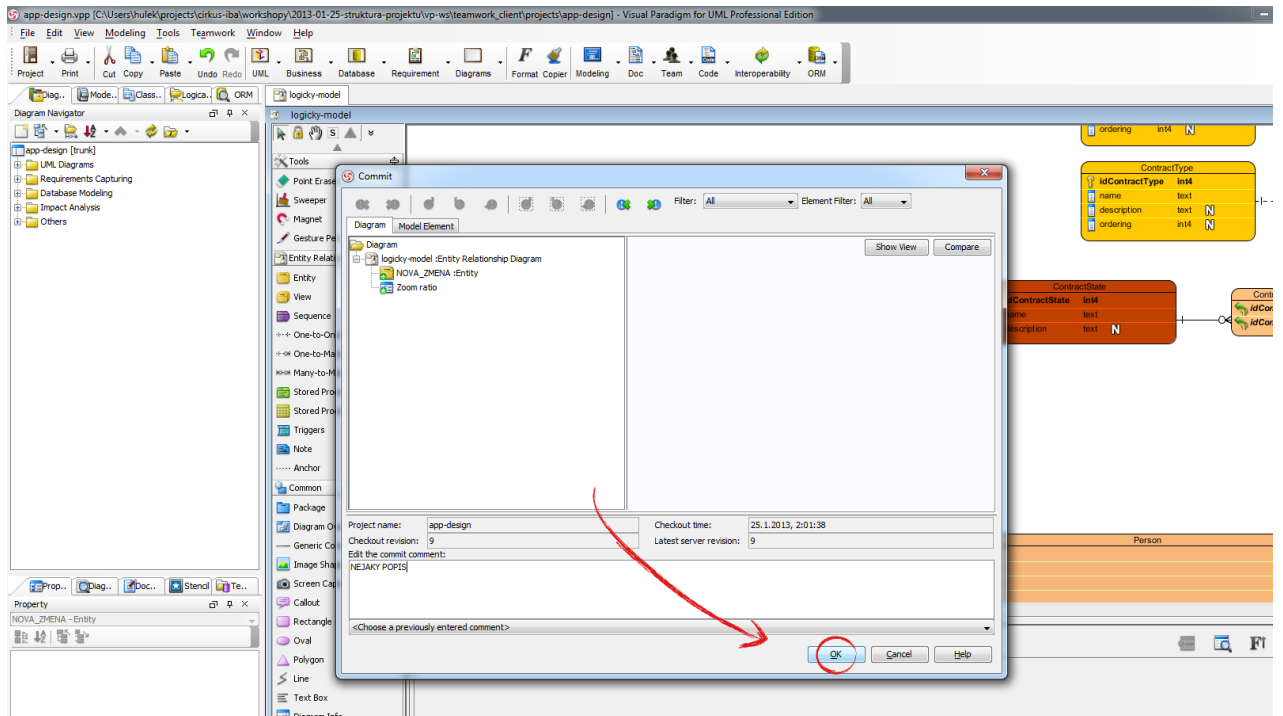 app-design.vpp [C:\Users\hulek\projects\cirkus-iba\workshopy\2013-01-25-struktura-projektu\vp-ws\teamwork_client\projects\app-design] - Visual Paradigm for UML Professional Edition
File Edit View Modeling Tools Teamwork Window Help
Project Print Cut Copy Paste Undo Redo UML Business Database Requirement Diagrams Format Copier Modeling Doc Team Code Interoperability ORM
Diag.. Mode.. Class.. Logica.. ORM logicky-model
Diagram Navigator
logicky-model
app-design [trunk]
UML Diagrams
Requirements Capturing
Database Modeling
Impact Analysis
Others
Tools
Point Erase
Sweeper
Magnet
Gesture Pe
Entity Relati
Entity
View
Sequence
One-to-On
One-to-Ma
Many-to-M
Stored Pro
Stored Pro
Triggers
Note
Anchor
Common
Package
Diagram O
Generic Co
Image Sha
Screen Cap
Callout
Rectangle
Oval
Polygon
Line
Text Box
Diagram Info
Commit
Filter: All Element Filter: All
Diagram Model Element
Diagram
logicky-model :Entity Relationship Diagram
NOVA_ZMENA :Entity
Zoom ratio
Show View Compare
Project name: app-design Checkout time: 25.1.2013, 2:01:38
Checkout revision: 9 Latest server revision: 9
Edit the commit comment:
NEJAKY POPIS
<Choose a previously entered comment>
OK Cancel Help
ordering int4 N
ContractType
idContractType int4
name text
description text N
ordering int4 N
ContractState
dContractState int4
ame text
escription text N
Cont
idCon
idCon
Person
Prop.. Diag.. Doc.. Stencil Te..
Property
NOVA_ZMENA - Entity